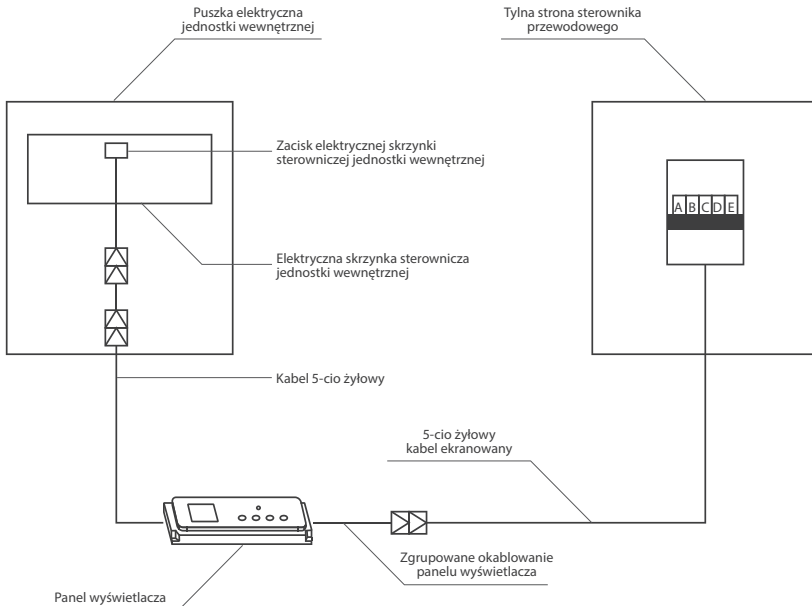 Puszka elektryczna
jednostki wewnętrznej
Tylna strona sterownika
przewodowego
Zacisk elektrycznej skrzynki
sterowniczej jednostki wewnętrznej
A B C D E
Elektryczna skrzynka sterownicza
jednostki wewnętrznej
Kabel 5-cio żyłowy
5-cio żyłowy
kabel ekranowany
Zgrupowane okablowanie
panelu wyświetlacza
Panel wyświetlacza